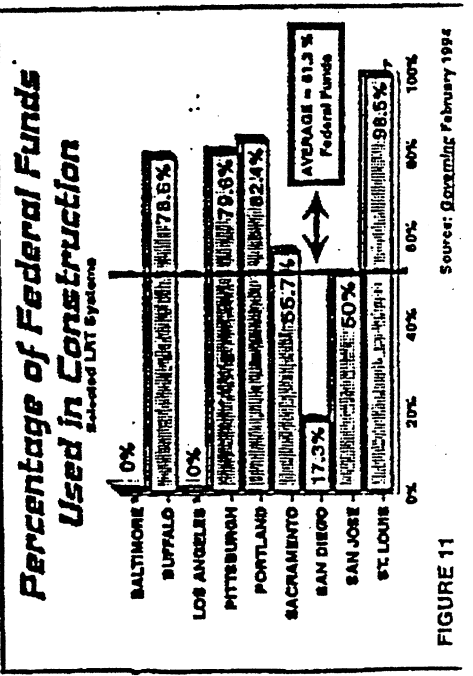 Percentage of Federal Funds
Used in Construction
Selected LRT Systems
BALTIMORE 0%
BUFFALO 78.6%
LOS ANGELES 0%
PITTSBURGH 79.6%
PORTLAND 82.4%
SACRAMENTO 55.7%
SAN DIEGO 17.3%
SAN JOSE 50%
ST. LOUIS 98.5%
AVERAGE = 51.3 %
Federal Funds
0% 20% 40% 60% 80% 100%
FIGURE 11
Source: Governing February 1994